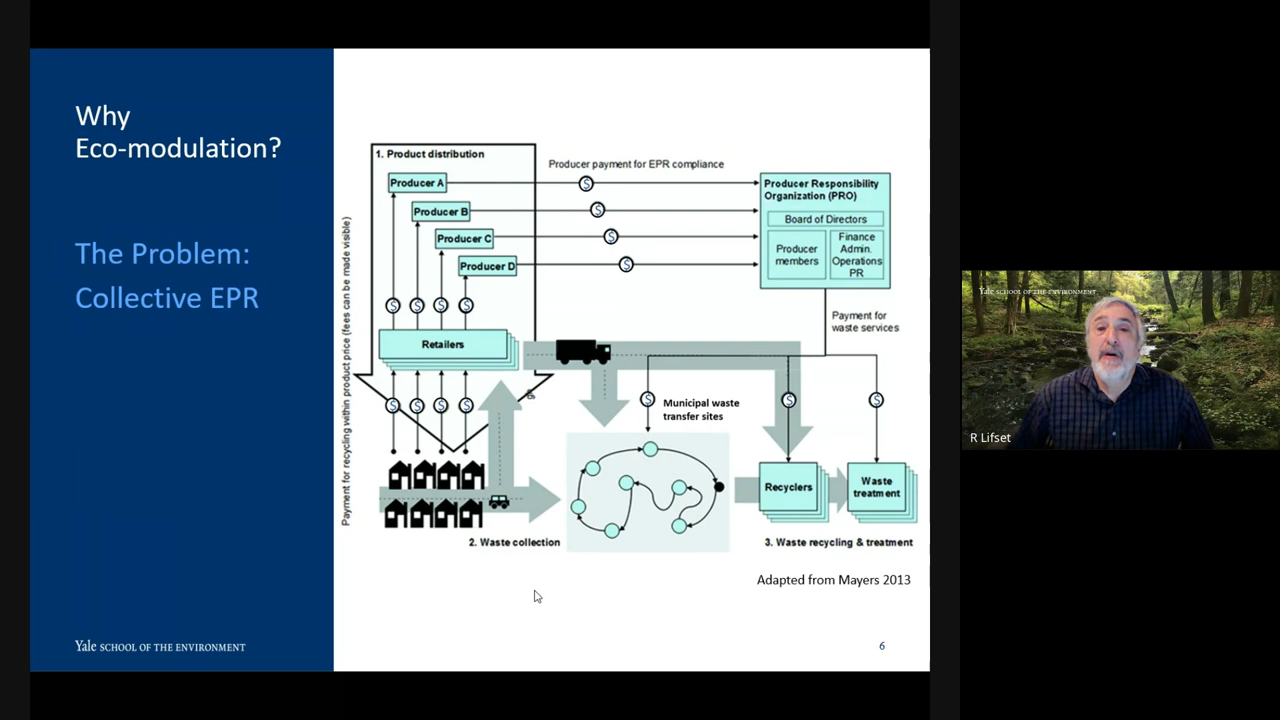 Why
Eco-modulation?
The Problem:
Collective EPR
Yale SCHOOL OF THE ENVIRONMENT
1. Product distribution
Producer payment for EPR compliance
Producer A
Producer B
Producer C
Producer D
Producer Responsibility
Organization (PRO)
Board of Directors
Producer
members
Finance
Admin.
Operations
PR
$
$
$
$
$
$
$
$
Payment for recycling within product price (fees can be made visible)
Retailers
Payment for
waste services
$
$
$
$
$
$
$
Municipal waste
transfer sites
Recyclers
Waste
treatment
2. Waste collection
3. Waste recycling & treatment
Adapted from Mayers 2013
6
Yale SCHOOL OF THE ENVIRONMENT
R Lifset